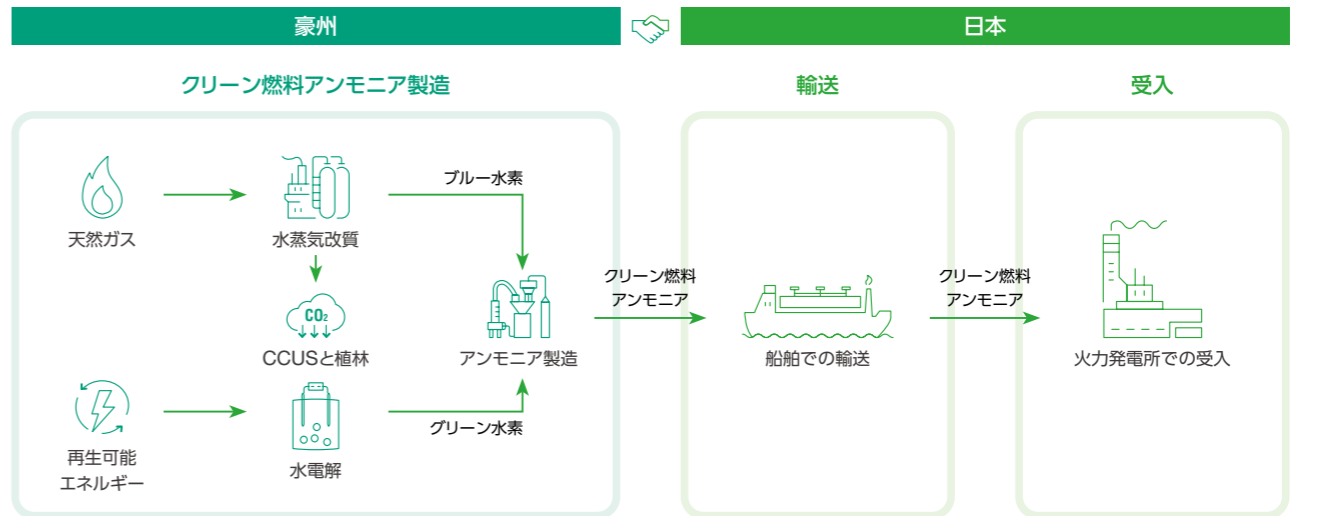 豪州
日本
クリーン燃料アンモニア製造
輸送
受入
天然ガス
水蒸気改質
ブルー水素
CO₂
CCUSと植林
アンモニア製造
再生可能
エネルギー
水電解
グリーン水素
クリーン燃料
アンモニア
船舶での輸送
クリーン燃料
アンモニア
火力発電所での受入